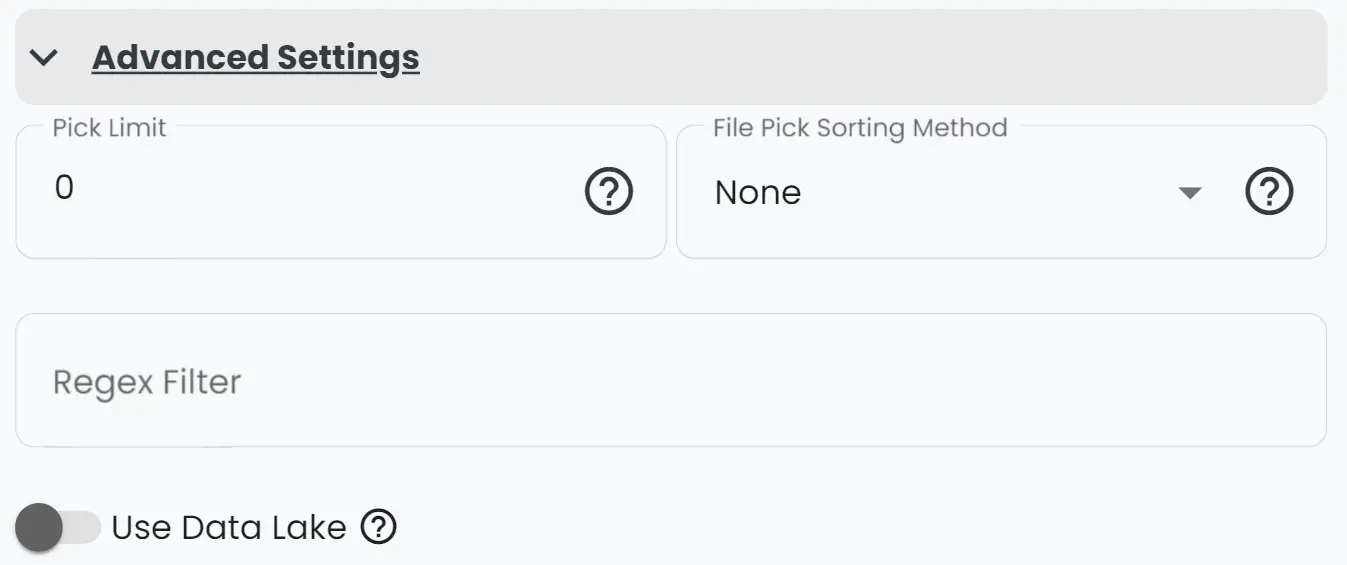 Advanced Settings
Pick Limit
0
File Pick Sorting Method
None
Regex Filter
Use Data Lake